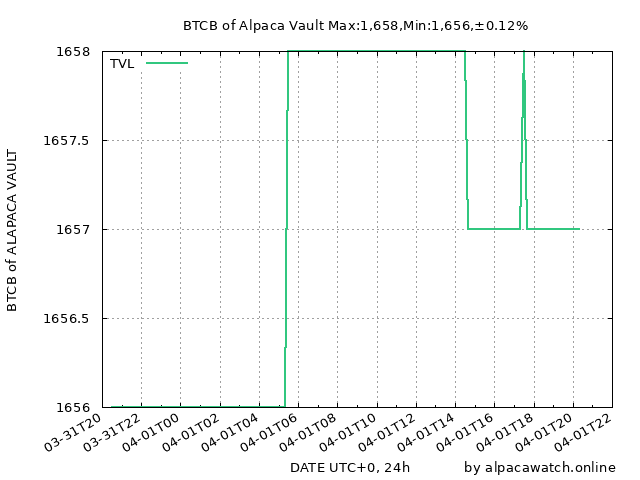 BTCB of Alpaca Vault Max:1,658,Min:1,656,±0.12%
1658
TVL
1657.5
1657
1656.5
1656
BTCB of ALAPACA VAULT
03-31T20
03-31T22
04-01T00
04-01T02
04-01T04
04-01T06
04-01T08
04-01T10
04-01T12
04-01T14
04-01T16
04-01T18
04-01T20
04-01T22
DATE UTC+0, 24h
by alpacawatch.online